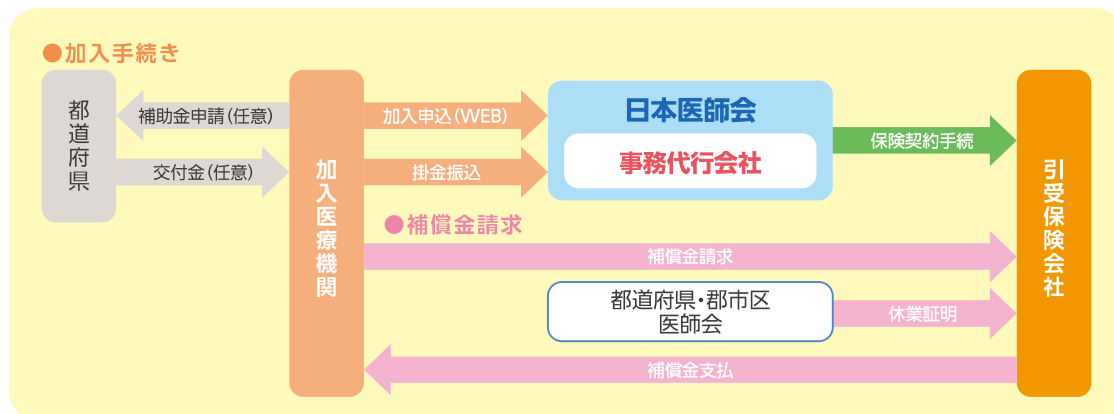 ●加入手続き
都道府県
補助金申請(任意)
交付金(任意)
加入医療機関
加入申込(WEB)
掛金振込
日本医師会
事務代行会社
保険契約手続
引受保険会社
●補償金請求
補償金請求
都道府県・郡市区
医師会
休業証明
補償金支払